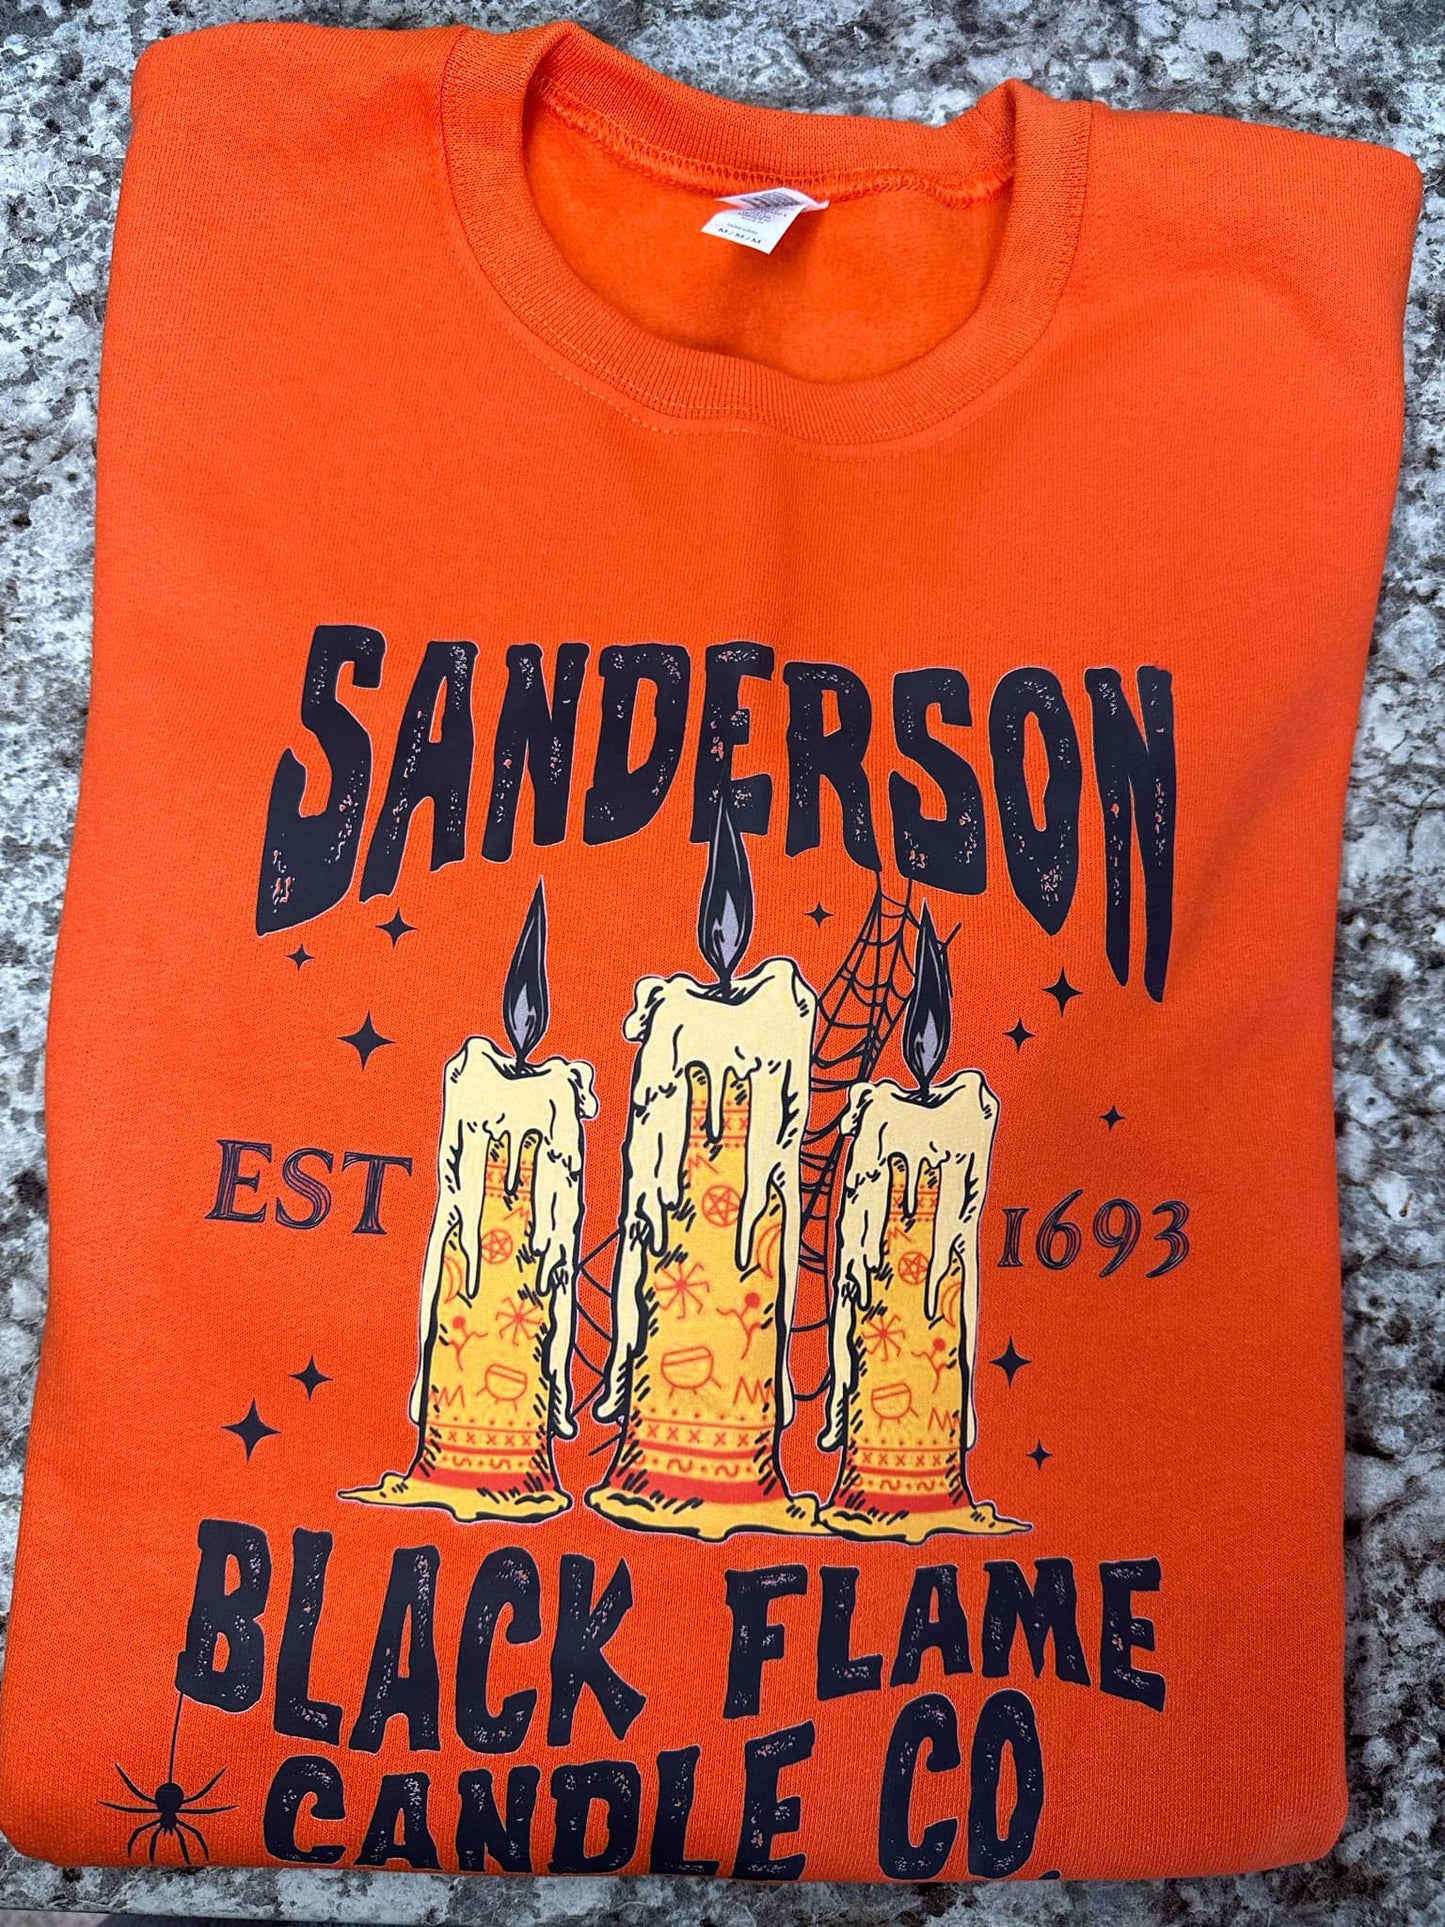 M/M/M
SANDERSON
EST 1693
BLACK FLAME
CANDLE CO.